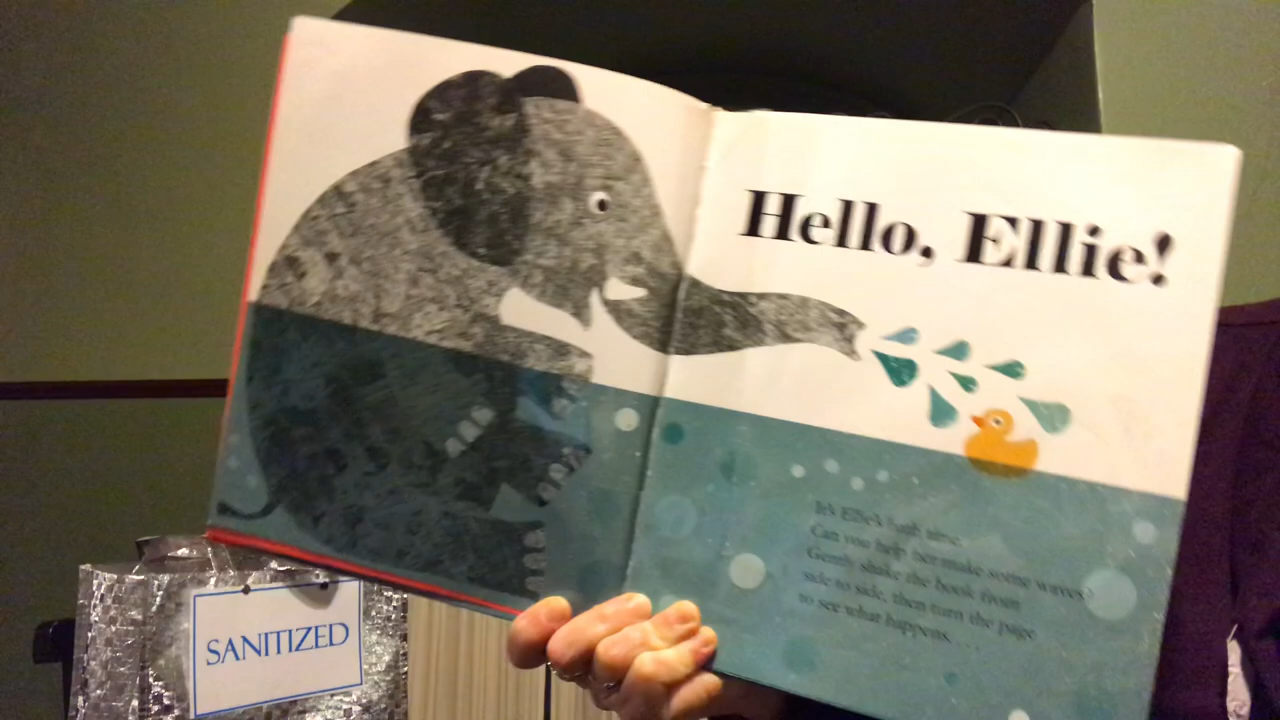 Hello, Ellie!
It's Ellie's bath time.
Can you help her make some waves?
Gently shake the book from
side to side, then turn the page
to see what happens. . .
SANITIZED